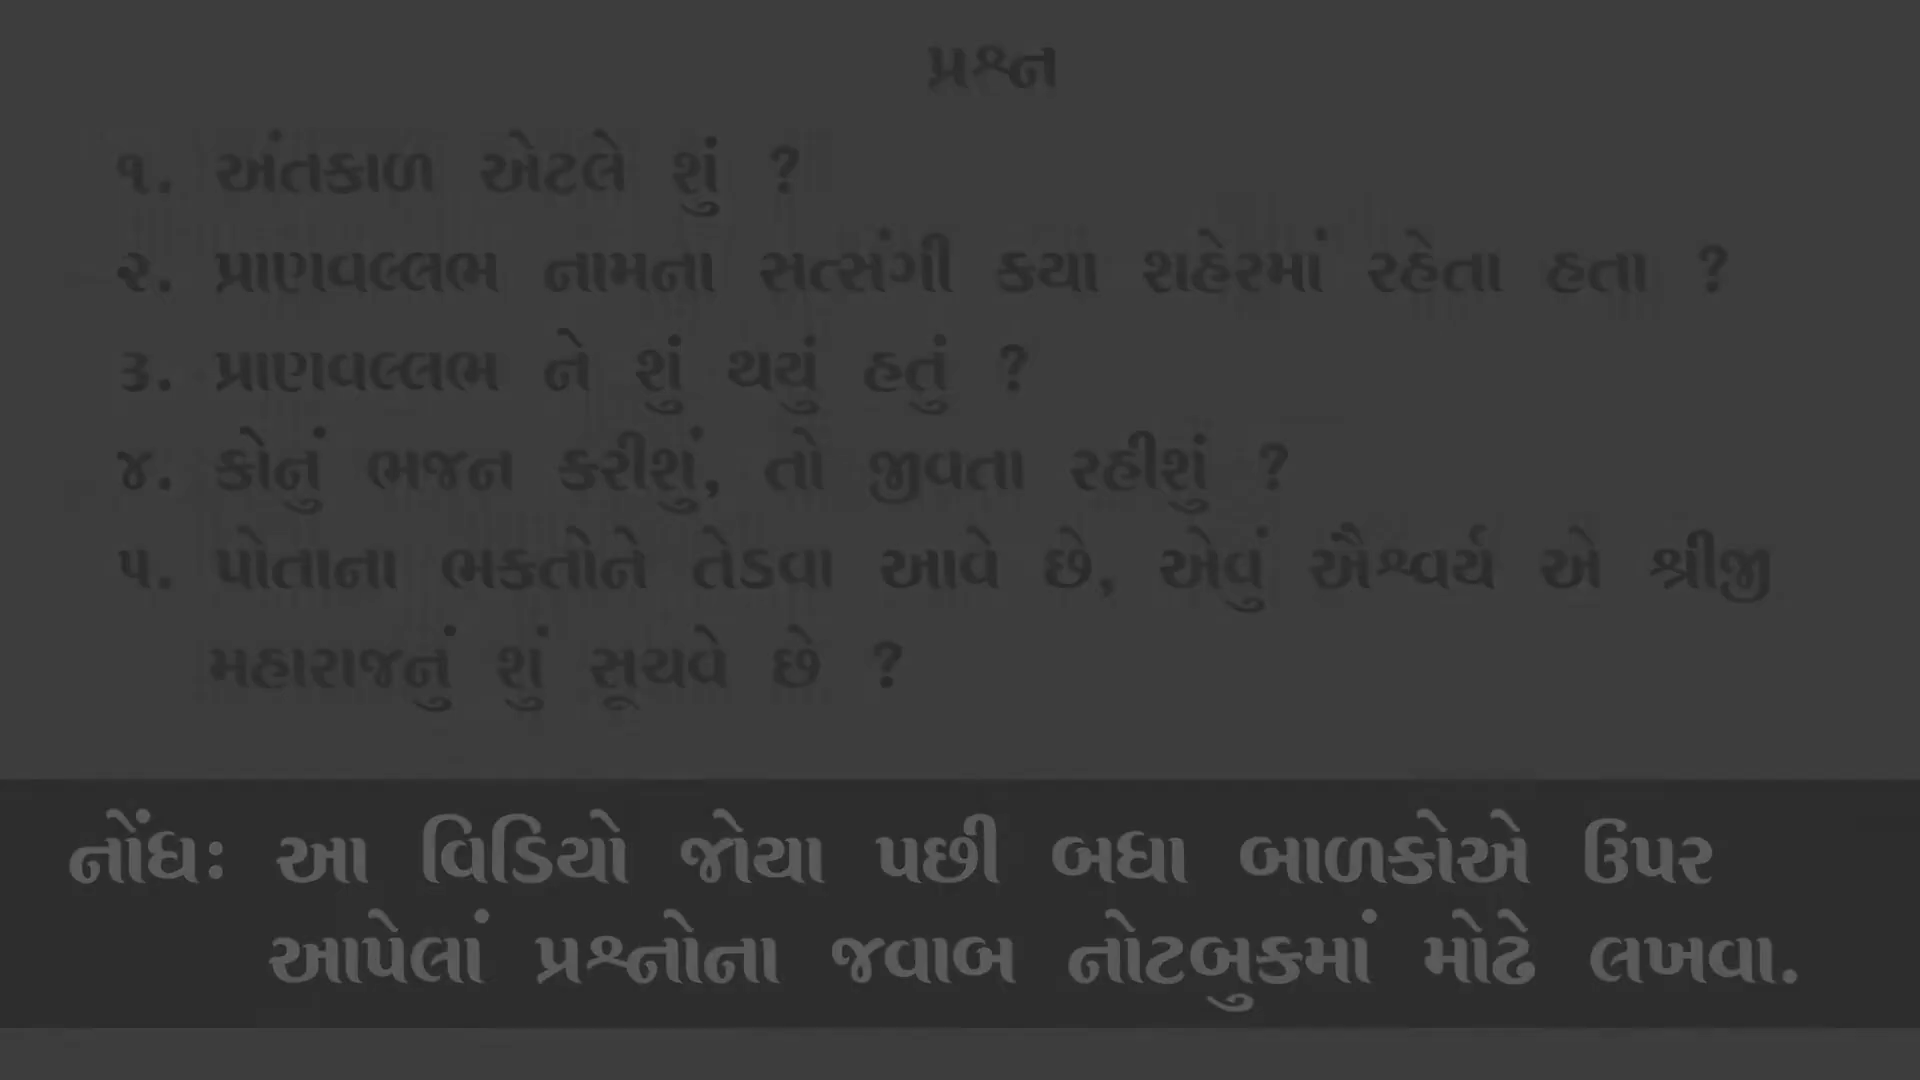 પ્રશ્ન
૧. અંતકાળ એટલે શું ?
૨. પ્રાણવલ્લભ નામના સત્સંગી કયા શહેરમાં રહેતા હતા ?
૩. પ્રાણવલ્લભ ને શું થયું હતું ?
૪. કોનું ભજન કરીશું, તો જીવતા રહીશું ?
૫. પોતાના ભકતોને તેડવા આવે છે, એવું ઐશ્વર્ય એ શ્રીજી
મહારાજનું શું સૂચવે છે ?
નોંધઃ આ વિડિયો જોયા પછી બધા બાળકોએ ઉપર
આપેલાં પ્રશ્નોના જવાબ નોટબુકમાં મોઢે લખવા.